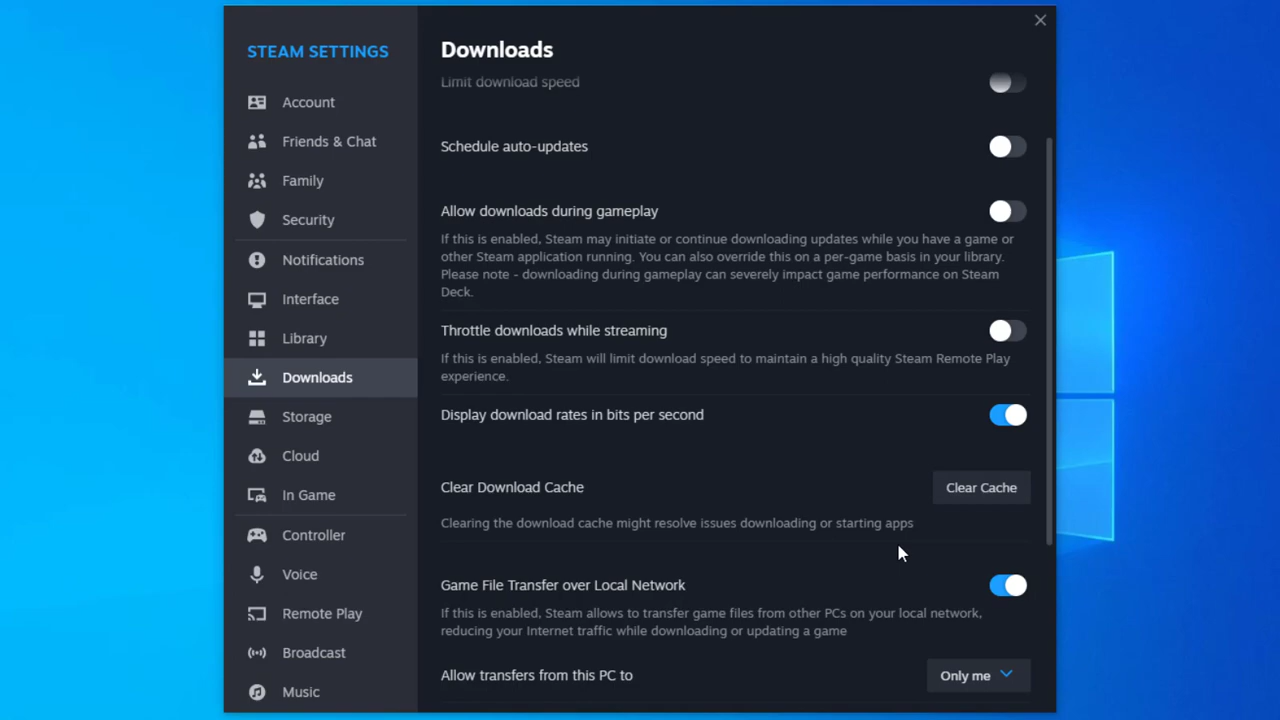 STEAM SETTINGS
Account
Friends & Chat
Family
Security
Notifications
Interface
Library
Downloads
Storage
Cloud
In Game
Controller
Voice
Remote Play
Broadcast
Music
Downloads
Limit download speed
Schedule auto-updates
Allow downloads during gameplay
If this is enabled, Steam may initiate or continue downloading updates while you have a game or
other Steam application running. You can also override this on a per-game basis in your library.
Please note - downloading during gameplay can severely impact game performance on Steam
Deck.
Throttle downloads while streaming
If this is enabled, Steam will limit download speed to maintain a high quality Steam Remote Play
experience.
Display download rates in bits per second
Clear Download Cache
Clear Cache
Clearing the download cache might resolve issues downloading or starting apps
Game File Transfer over Local Network
If this is enabled, Steam allows to transfer game files from other PCs on your local network,
reducing your Internet traffic while downloading or updating a game
Allow transfers from this PC to
Only me